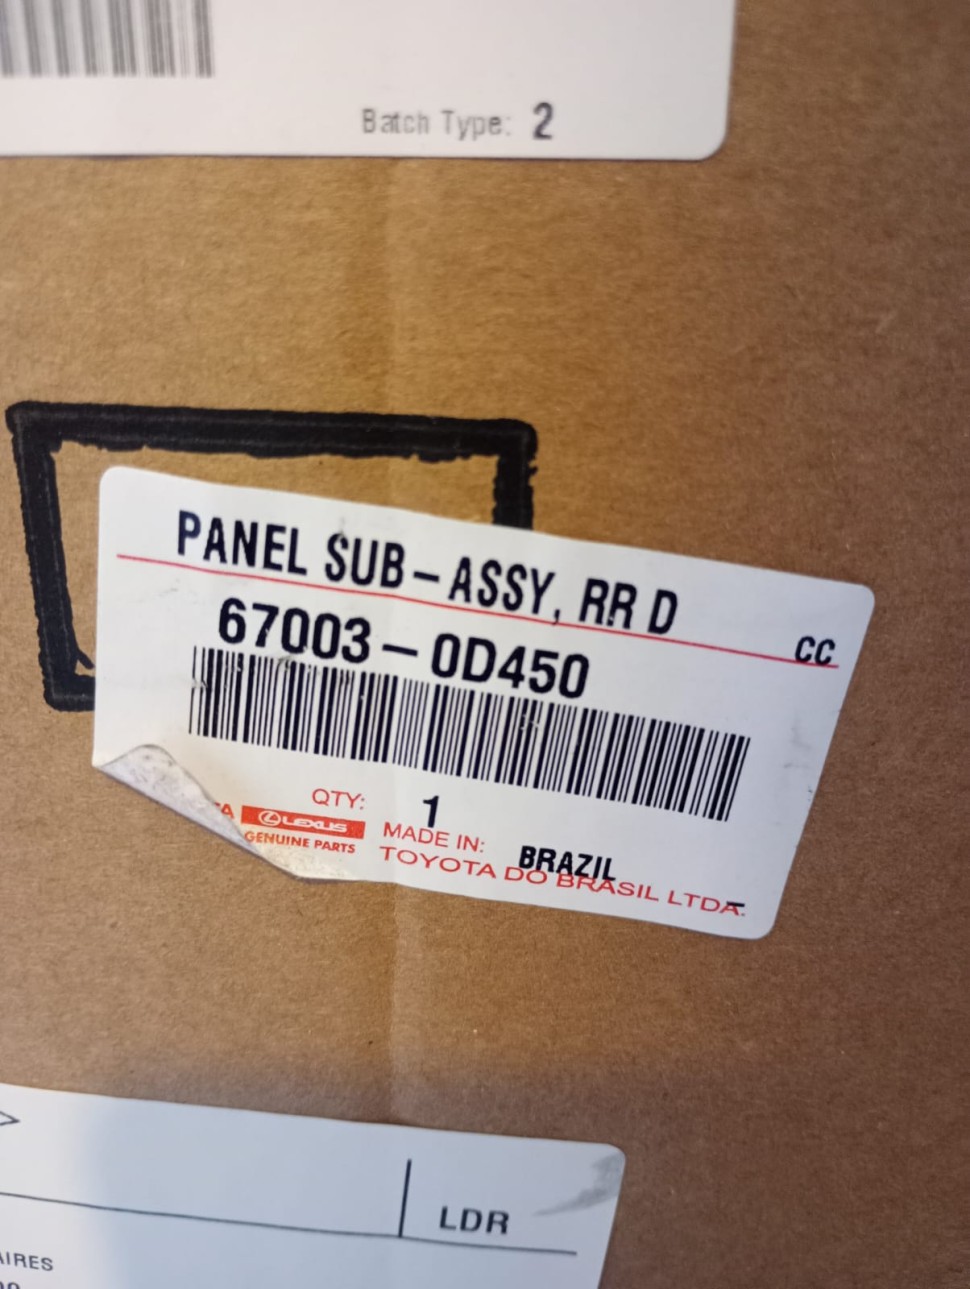 Batch Type: 2
PANEL SUB-ASSY, RR D
CC
67003-0D450
QTY: 1
LEXUS
GENUINE PARTS
MADE IN: BRAZIL
TOYOTA DO BRASIL LTDA.
LDR
AIRES